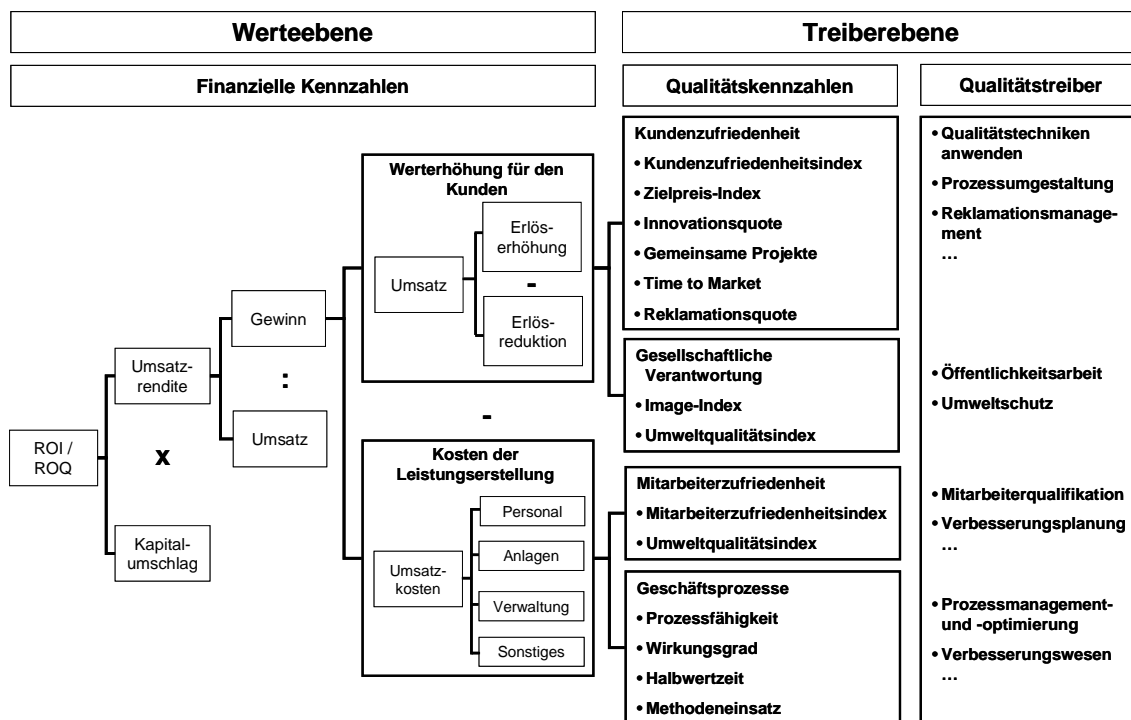 Werteebene
Treiberebene
Finanzielle Kennzahlen
Qualitätskennzahlen
Qualitätstreiber
ROI /
ROQ
Umsatz-
rendite
x
Kapital-
umschlag
Gewinn
:
Umsatz
Werterhöhung für den
Kunden
Umsatz
Erlös-
erhöhung
-
Erlös-
reduktion
-
Kosten der
Leistungserstellung
Umsatz-
kosten
Personal
Anlagen
Verwaltung
Sonstiges
Kundenzufriedenheit
• Kundenzufriedenheitsindex
• Zielpreis-Index
• Innovationsquote
• Gemeinsame Projekte
• Time to Market
• Reklamationsquote
Gesellschaftliche
Verantwortung
• Image-Index
• Umweltqualitätsindex
Mitarbeiterzufriedenheit
• Mitarbeiterzufriedenheitsindex
• Umweltqualitätsindex
Geschäftsprozesse
• Prozessfähigkeit
• Wirkungsgrad
• Halbwertzeit
• Methodeneinsatz
• Qualitätstechniken
anwenden
• Prozessumgestaltung
• Reklamationsmanage-
ment
...
• Öffentlichkeitsarbeit
• Umweltschutz
• Mitarbeiterqualifikation
• Verbesserungsplanung
...
• Prozessmanagement-
und -optimierung
• Verbesserungswesen
...